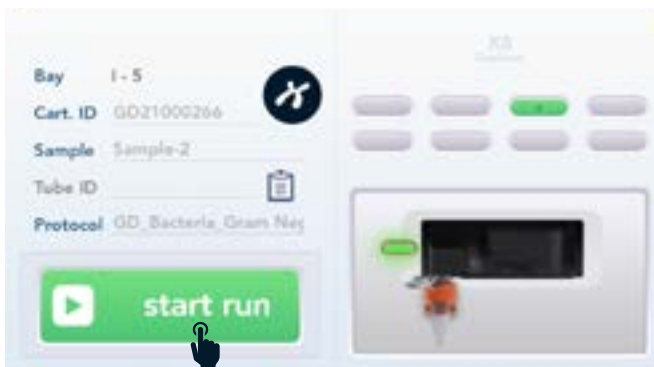 Bay I - 5
Cart. ID GD21000266
Sample Sample-2
Tube ID
Protocol GD_Bacteria_Gram Neg
start run